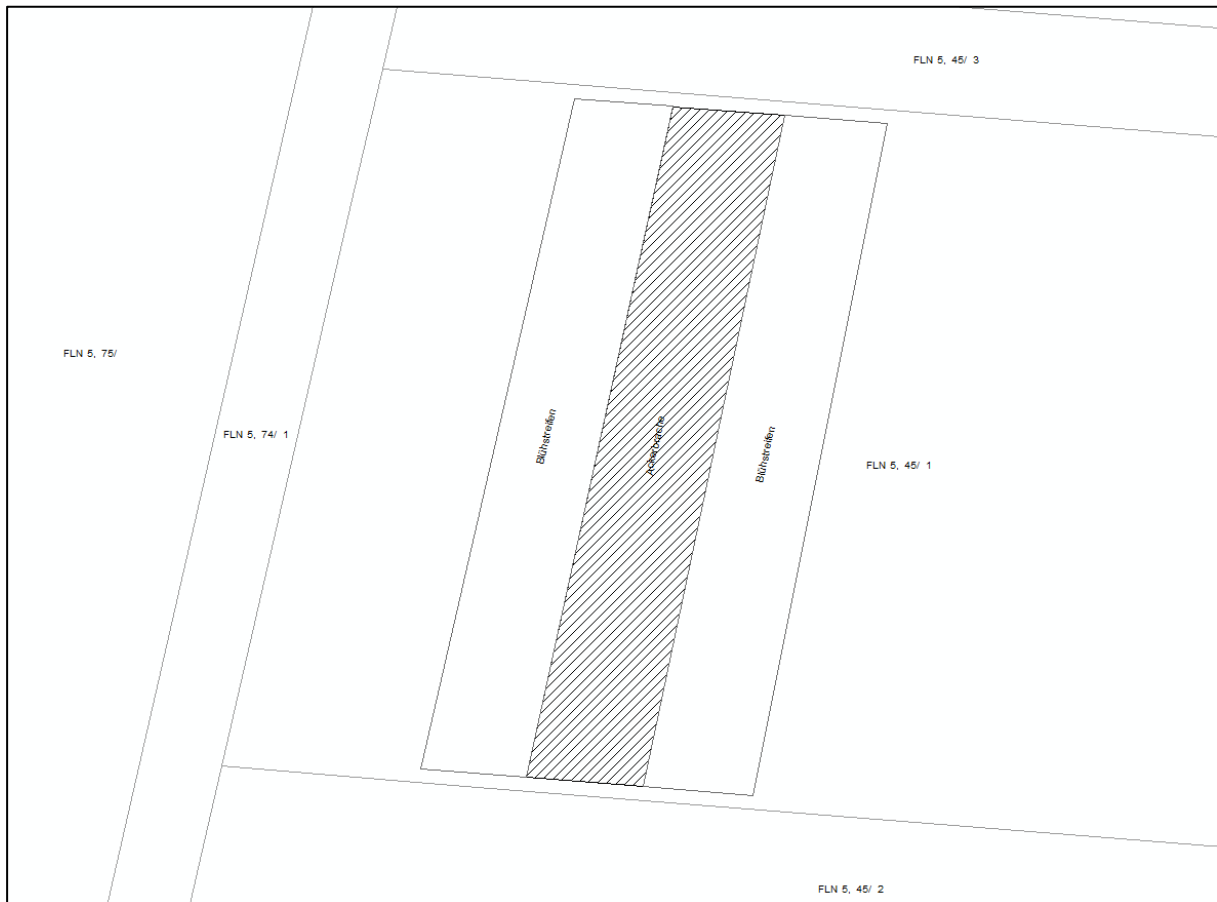 FLN 5, 45/ 3
FLN 5, 75/
FLN 5, 74/ 1
Blühstreifen
Ackerbrache
Blühstreifen
FLN 5, 45/ 1
FLN 5, 45/ 2